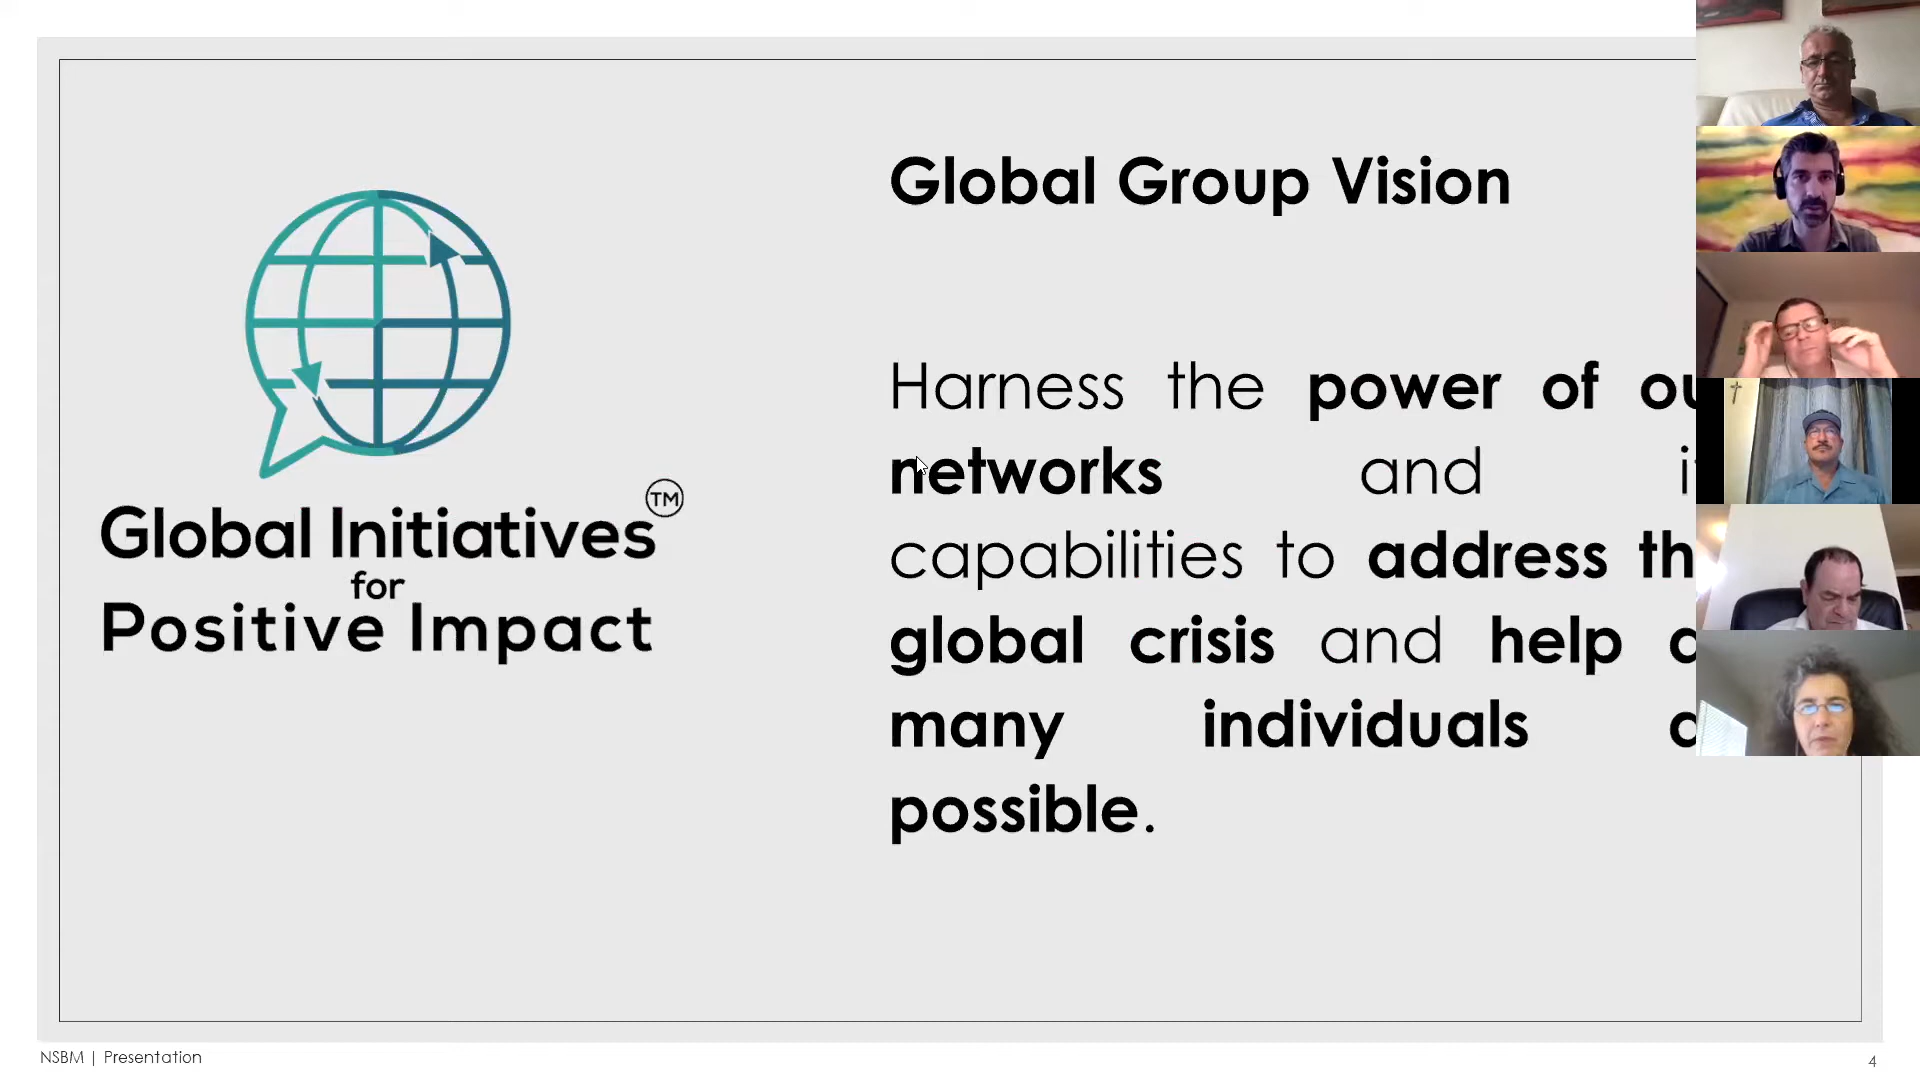 Global Group Vision
Harness the power of
networks and
capabilities to address
global crisis and help
many individuals
possible.
TM
Global Initiatives
for
Positive Impact
NSBM | Presentation
4